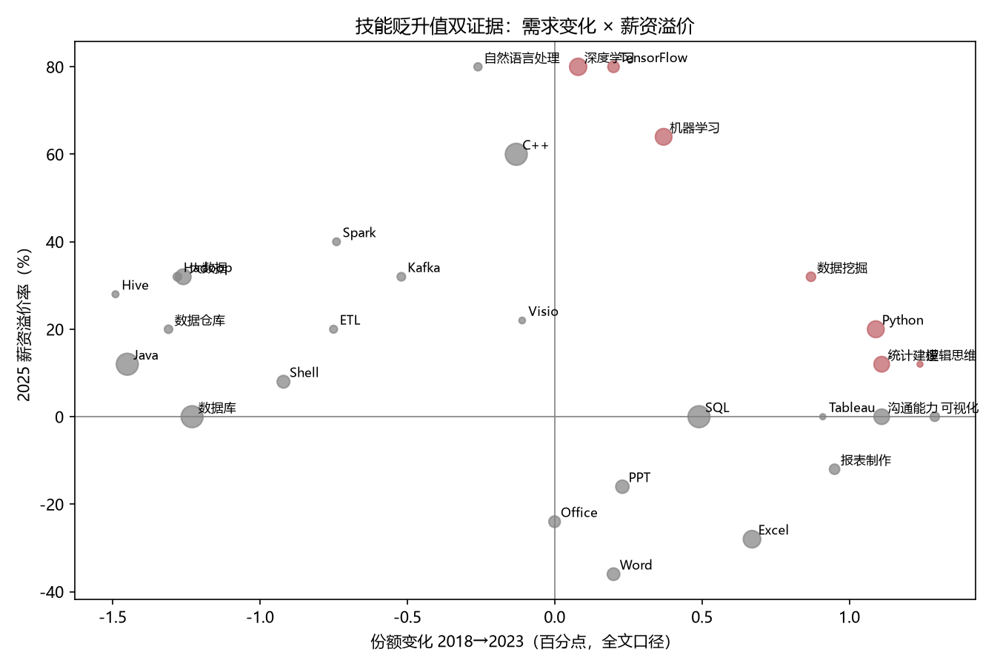 技能贬升值双证据：需求变化 × 薪资溢价
2025 薪资溢价率（%）
80
60
40
20
0
-20
-40
自然语言处理
深度学习
TensorFlow
机器学习
C++
Spark
Hadoop
大数据
Kafka
数据挖掘
Hive
Visio
数据仓库
ETL
Python
Java
统计建模
逻辑思维
Shell
数据库
SQL
Tableau
沟通能力
可视化
报表制作
PPT
Office
Excel
Word
-1.5
-1.0
-0.5
0.0
0.5
1.0
份额变化 2018→2023（百分点，全文口径）